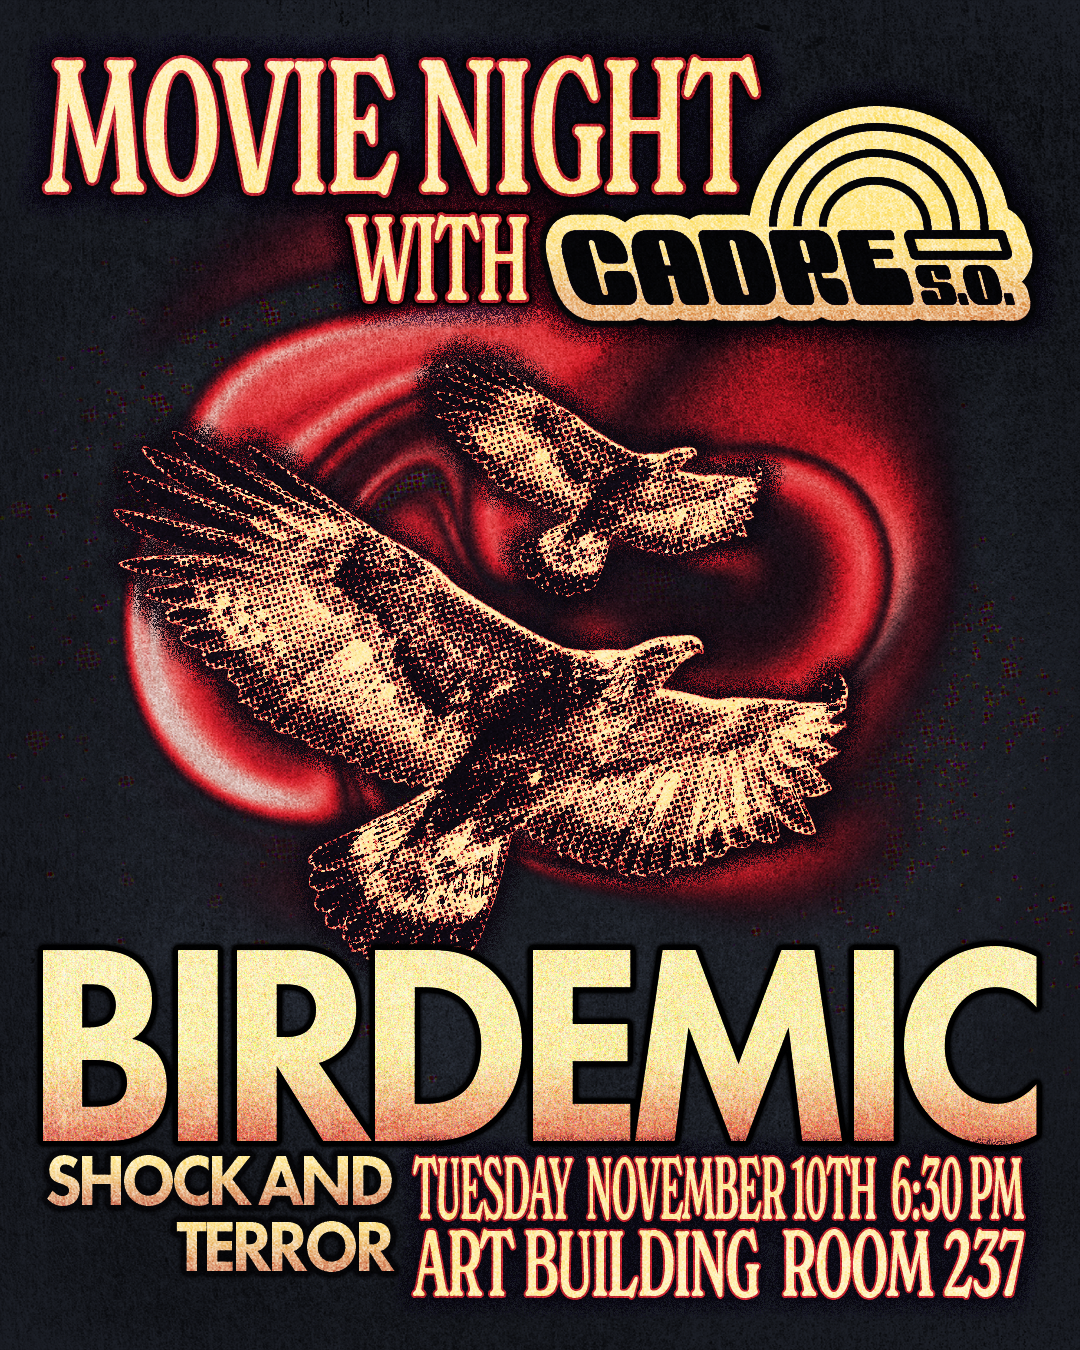 MOVIE NIGHT
WITH CADRE S.O.
BIRDEMIC
SHOCK AND
TERROR
TUESDAY NOVEMBER 10TH 6:30 PM
ART BUILDING ROOM 237